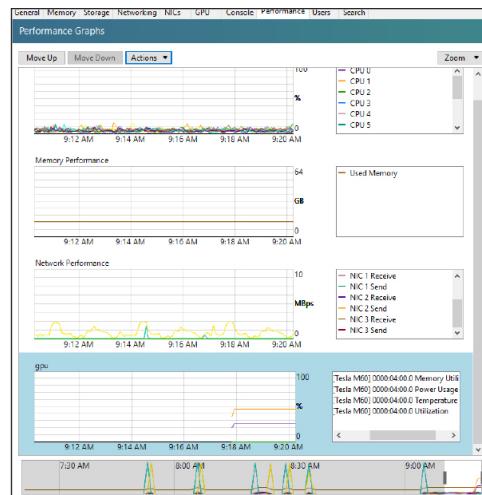 General Memory Storage Networking NICs GPU Console Performance Users Search
Performance Graphs
Move Up Move Down Actions Zoom
100
%
0
9:12 AM 9:14 AM 9:16 AM 9:18 AM 9:20 AM
CPU 0
CPU 1
CPU 2
CPU 3
CPU 4
CPU 5
Memory Performance
64
GB
0
9:12 AM 9:14 AM 9:16 AM 9:18 AM 9:20 AM
Used Memory
Network Performance
10
MBps
0
9:12 AM 9:14 AM 9:16 AM 9:18 AM 9:20 AM
NIC 1 Receive
NIC 1 Send
NIC 2 Receive
NIC 2 Send
NIC 3 Receive
NIC 3 Send
gpu
100
%
0
9:12 AM 9:14 AM 9:16 AM 9:18 AM 9:20 AM
Tesla M60] 0000:04:00.0 Memory Utili
Tesla M60] 0000:04:00.0 Power Usage
Tesla M60] 0000:04:00.0 Temperature
Tesla M60] 0000:04:00.0 Utilization
7:30 AM 8:00 AM 8:30 AM 9:00 AM